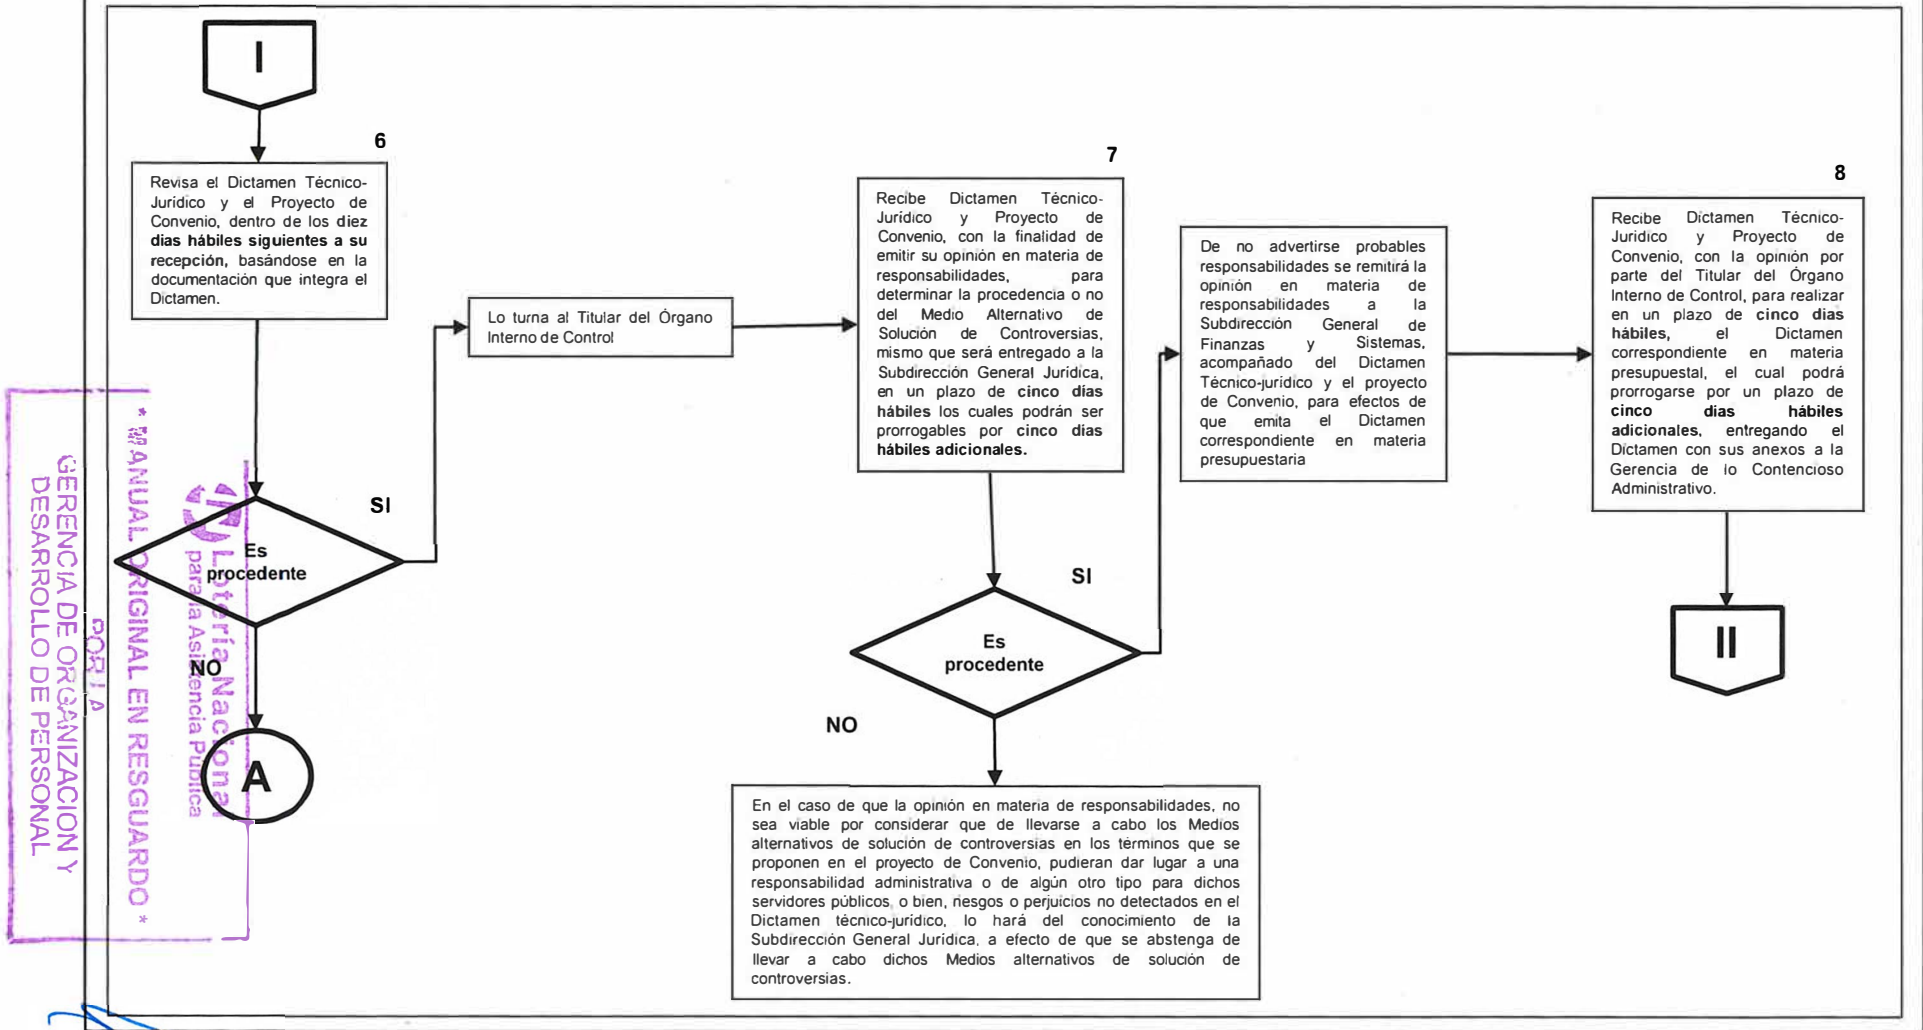 I
6
Revisa el Dictamen Técnico-
Jurídico y el Proyecto de
Convenio, dentro de los diez
días hábiles siguientes a su
recepción, basándose en la
documentación que integra el
Dictamen.
Es
procedente
SI
NO
A
Lo turna al Titular del Órgano
Interno de Control
7
Recibe Dictamen Técnico-
Jurídico y Proyecto de
Convenio, con la finalidad de
emitir su opinión en materia de
responsabilidades, para
determinar la procedencia o no
del Medio Alternativo de
Solución de Controversias,
mismo que será entregado a la
Subdirección General Jurídica,
en un plazo de cinco días
hábiles los cuales podrán ser
prorrogables por cinco días
hábiles adicionales.
Es
procedente
SI
NO
En el caso de que la opinión en materia de responsabilidades, no
sea viable por considerar que de llevarse a cabo los Medios
alternativos de solución de controversias en los términos que se
proponen en el proyecto de Convenio, pudieran dar lugar a una
responsabilidad administrativa o de algún otro tipo para dichos
servidores públicos, o bien, riesgos o perjuicios no detectados en el
Dictamen técnico-jurídico, lo hará del conocimiento de la
Subdirección General Jurídica, a efecto de que se abstenga de
llevar a cabo dichos Medios alternativos de solución de
controversias.
De no advertirse probables
responsabilidades se remitirá la
opinión en materia de
responsabilidades a la
Subdirección General de
Finanzas y Sistemas,
acompañado del Dictamen
Técnico-jurídico y el proyecto
de Convenio, para efectos de
que emita el Dictamen
correspondiente en materia
presupuestaria
8
Recibe Dictamen Técnico-
Jurídico y Proyecto de
Convenio, con la opinión por
parte del Titular del Órgano
Interno de Control, para realizar
en un plazo de cinco días
hábiles, el Dictamen
correspondiente en materia
presupuestal, el cual podrá
prorrogarse por un plazo de
cinco días hábiles
adicionales, entregando el
Dictamen con sus anexos a la
Gerencia de lo Contencioso
Administrativo.
II
Lotería Nacional
para la Asistencia Pública
* MANUAL ORIGINAL EN RESGUARDO *
POR LA
GERENCIA DE ORGANIZACION Y
DESARROLLO DE PERSONAL